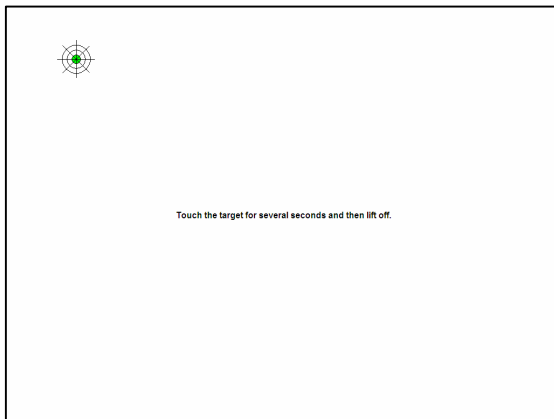 Touch the target for several seconds and then lift off.